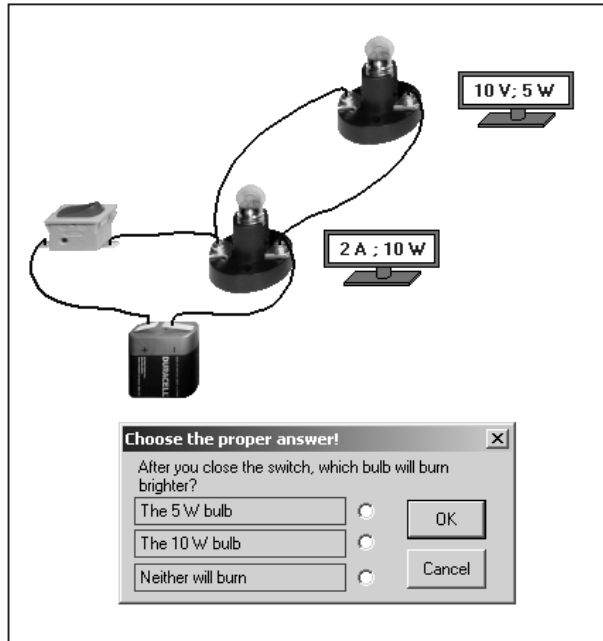 10 V; 5 W
2 A ; 10 W
+ -
DURACELL
Choose the proper answer!
After you close the switch, which bulb will burn
brighter?
The 5 W bulb
OK
The 10 W bulb
Neither will burn
Cancel